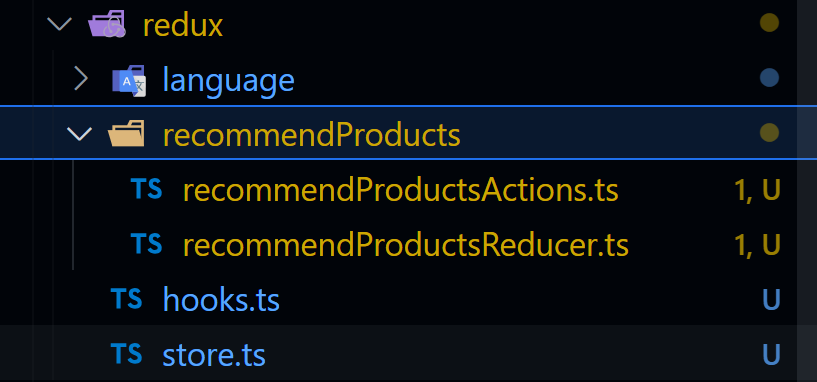 redux
language
recommendProducts
TS recommendProductsActions.ts 1, U
TS recommendProductsReducer.ts 1, U
TS hooks.ts U
TS store.ts U